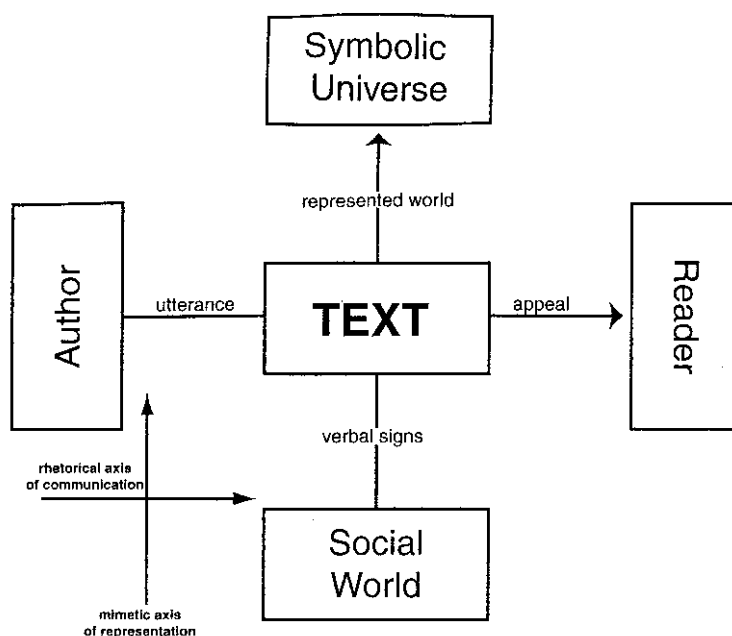 Symbolic
Universe
represented world
Author
utterance
TEXT
appeal
Reader
verbal signs
rhetorical axis
of communication
Social
World
mimetic axis
of representation